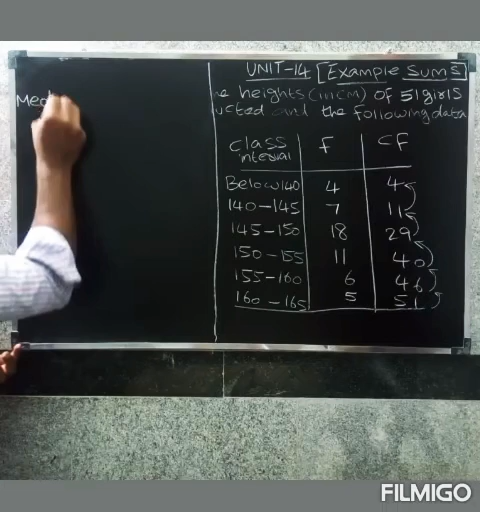 UNIT-14 [Example Sums]
heights (in CM) OF 51 girls
ucted and the following data
Class interval F CF
Below 140 4 4
140-145 7 11
145-150 18 29
150-155 11 40
155-160 6 46
160-165 5 51
Med
FILMIGO